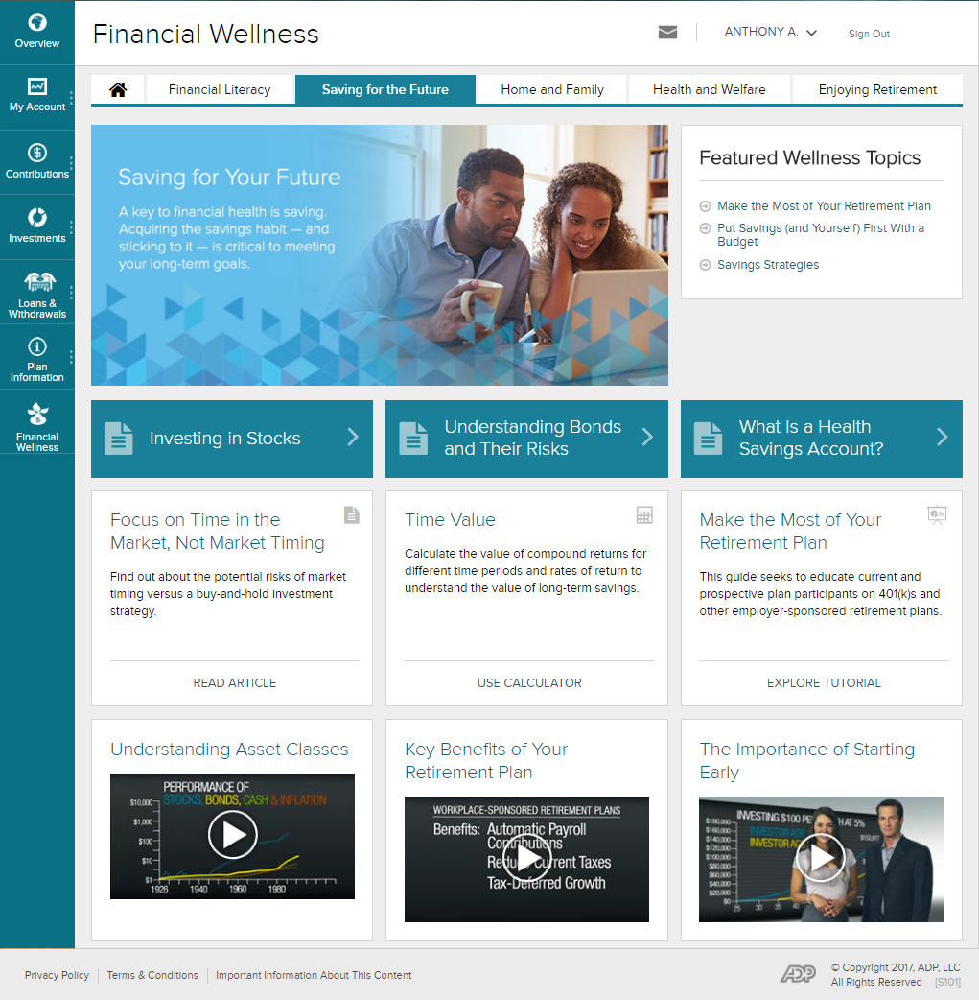 Overview
My Account
Contributions
Investments
Loans &
Withdrawals
Plan
Information
Financial
Wellness
Financial Wellness
ANTHONY A.
Sign Out
Financial Literacy
Saving for the Future
Home and Family
Health and Welfare
Enjoying Retirement
Saving for Your Future
A key to financial health is saving.
Acquiring the savings habit — and
sticking to it — is critical to meeting
your long-term goals.
Featured Wellness Topics
Make the Most of Your Retirement Plan
Put Savings (and Yourself) First With a
Budget
Savings Strategies
Investing in Stocks
Understanding Bonds
and Their Risks
What Is a Health
Savings Account?
Focus on Time in the
Market, Not Market Timing
Find out about the potential risks of market
timing versus a buy-and-hold investment
strategy.
READ ARTICLE
Time Value
Calculate the value of compound returns for
different time periods and rates of return to
understand the value of long-term savings.
USE CALCULATOR
Make the Most of Your
Retirement Plan
This guide seeks to educate current and
prospective plan participants on 401(k)s and
other employer-sponsored retirement plans.
EXPLORE TUTORIAL
Understanding Asset Classes
PERFORMANCE OF
STOCKS, BONDS, CASH & INFLATION
$10,000
$1,000
$100
$10
$1
1926 1940 1960 1980
Key Benefits of Your
Retirement Plan
WORKPLACE-SPONSORED RETIREMENT PLANS
Benefits: Automatic Payroll
Contributions
Current Taxes
Tax-Deferred Growth
The Importance of Starting
Early
INVESTING $100 PE H AT 5%
INVESTOR AGE
INVESTOR AG
$180,000
$160,000
$140,000
$120,000
$100,000
$80,000
$60,000
$40,000
$20,000
$0
25 30 35 40
Privacy Policy
Terms & Conditions
Important Information About This Content
ADP
© Copyright 2017, ADP, LLC
All Rights Reserved [S101]